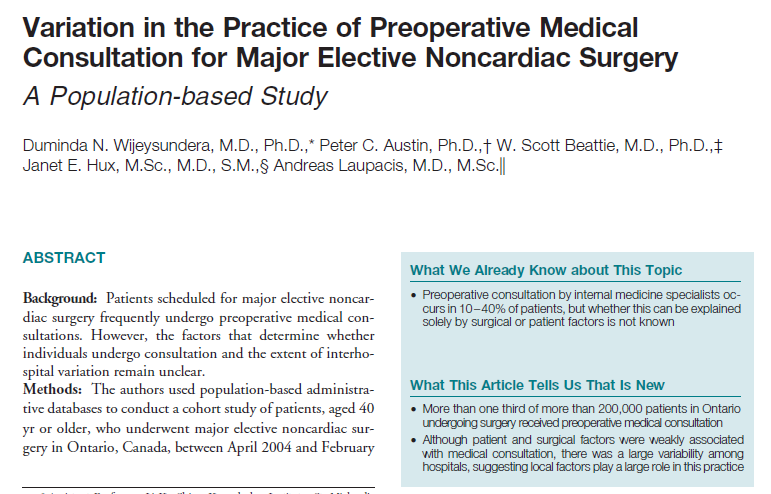 Variation in the Practice of Preoperative Medical
Consultation for Major Elective Noncardiac Surgery
A Population-based Study
Duminda N. Wijeysundera, M.D., Ph.D.,* Peter C. Austin, Ph.D.,† W. Scott Beattie, M.D., Ph.D.,‡
Janet E. Hux, M.Sc., M.D., S.M.,§ Andreas Laupacis, M.D., M.Sc.‖
ABSTRACT
Background: Patients scheduled for major elective noncar-
diac surgery frequently undergo preoperative medical con-
sultations. However, the factors that determine whether
individuals undergo consultation and the extent of interho-
spital variation remain unclear.
Methods: The authors used population-based administra-
tive databases to conduct a cohort study of patients, aged 40
yr or older, who underwent major elective noncardiac sur-
gery in Ontario, Canada, between April 2004 and February
What We Already Know about This Topic
• Preoperative consultation by internal medicine specialists oc-
curs in 10–40% of patients, but whether this can be explained
solely by surgical or patient factors is not known
What This Article Tells Us That Is New
• More than one third of more than 200,000 patients in Ontario
undergoing surgery received preoperative medical consultation
• Although patient and surgical factors were weakly associated
with medical consultation, there was a large variability among
hospitals, suggesting local factors play a large role in this practice